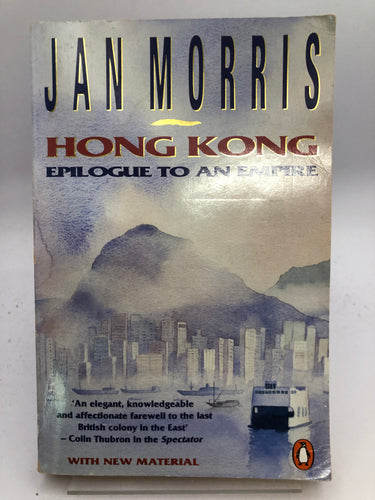 JAN MORRIS
HONG KONG
EPILOGUE TO AN EMPIRE
'An elegant, knowledgeable
and affectionate farewell to the last
British colony in the East'
– Colin Thubron in the Spectator
WITH NEW MATERIAL